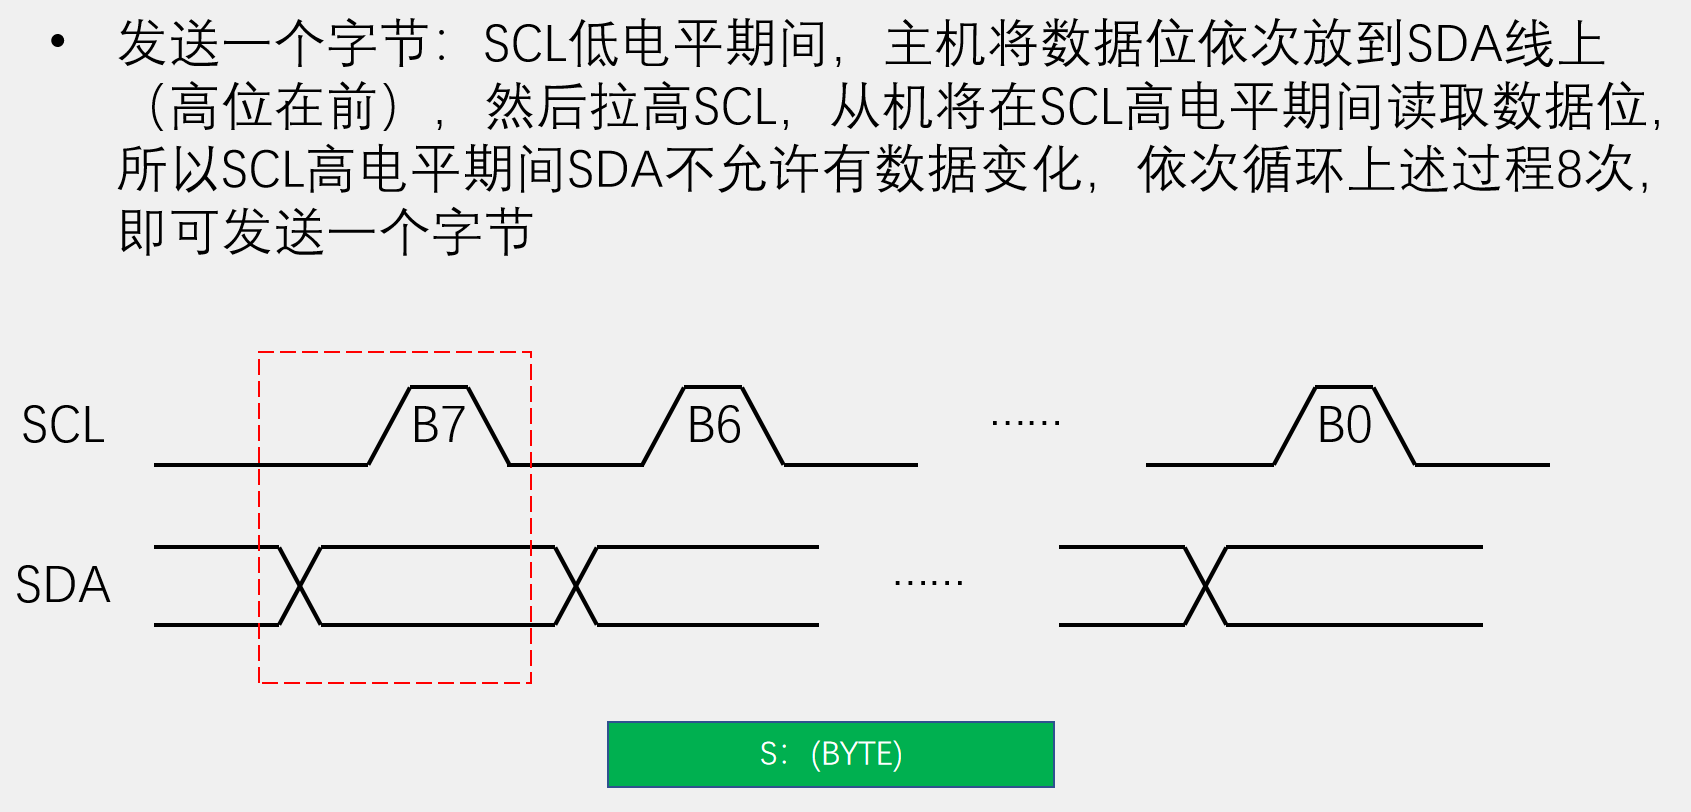 • 发送一个字节：SCL低电平期间，主机将数据位依次放到SDA线上
（高位在前），然后拉高SCL，从机将在SCL高电平期间读取数据位，
所以SCL高电平期间SDA不允许有数据变化，依次循环上述过程8次，
即可发送一个字节
SCL B7 B6 …… B0
SDA ……
S：(BYTE)